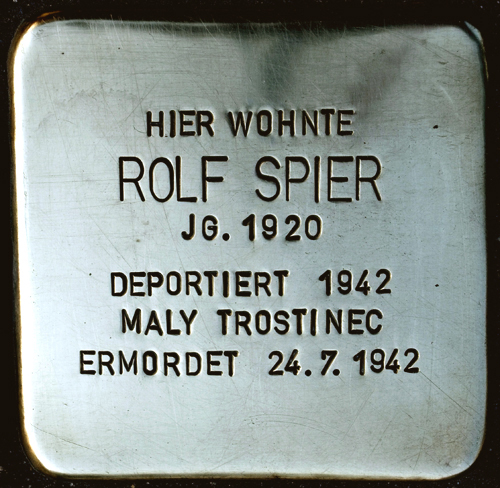 HIER WOHNTE
ROLF SPIER
JG. 1920
DEPORTIERT 1942
MALY TROSTINEC
ERMORDET 24.7.1942